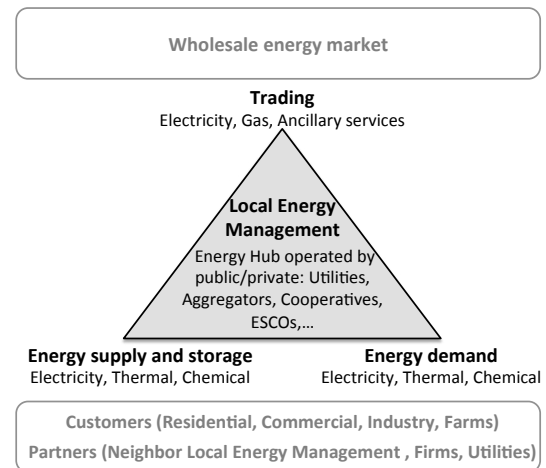 Wholesale energy market
Trading
Electricity, Gas, Ancillary services
Local Energy
Management
Energy Hub operated by
public/private: Utilities,
Aggregators, Cooperatives,
ESCOs,...
Energy supply and storage
Electricity, Thermal, Chemical
Energy demand
Electricity, Thermal, Chemical
Customers (Residential, Commercial, Industry, Farms)
Partners (Neighbor Local Energy Management , Firms, Utilities)